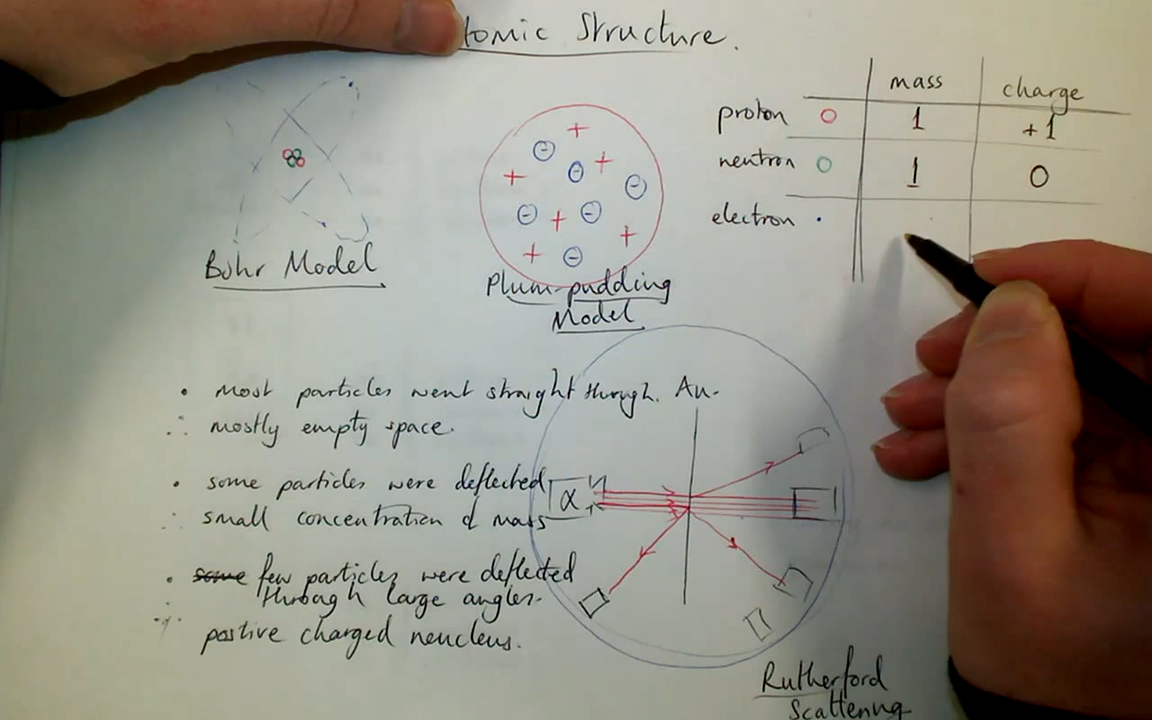 tomic Structure.
mass charge
proton 1 +1
neutron 1 0
electron
+
- + -
+ -
- + -
+ + -
Bohr Model
Plum-pudding
Model
• Most particles went straight through. Au-
∴ mostly empty space.
• some particles were deflected
∴ small concentration of mass
α
• some few particles were deflected
through large angles.
∴ postive charged neucleus.
Rutherford
Scattering